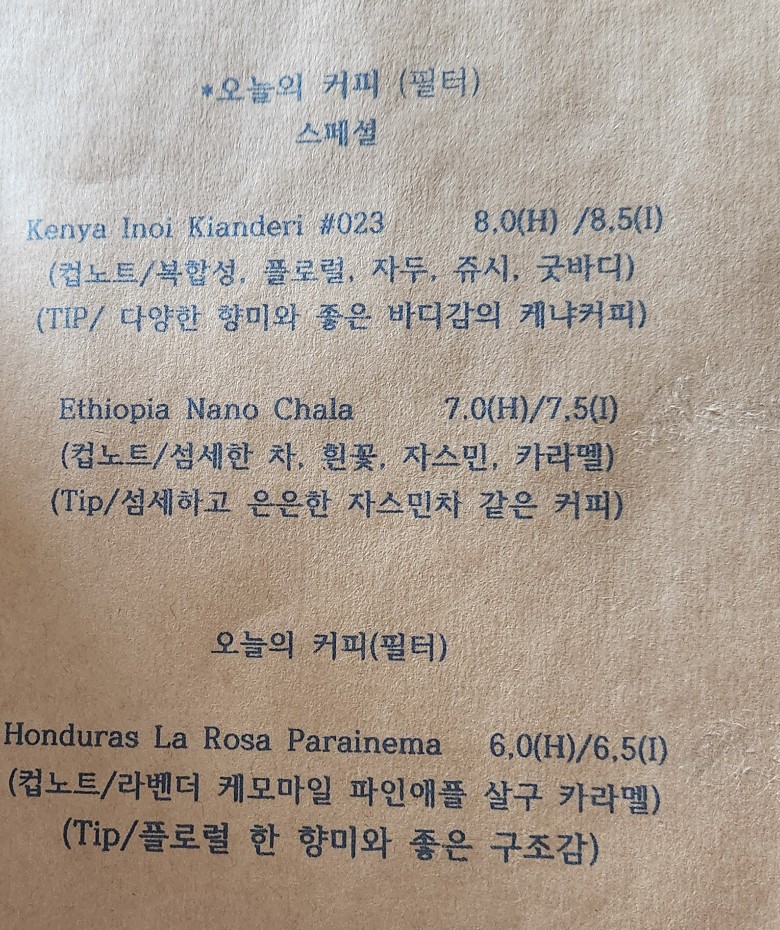 *오늘의 커피 (필터)
스페셜
Kenya Inoi Kianderi #023 8.0(H) /8.5(I)
(컵노트/복합성, 플로럴, 자두, 쥬시, 굿바디)
(TIP/ 다양한 향미와 좋은 바디감의 케냐커피)
Ethiopia Nano Chala 7.0(H)/7.5(I)
(컵노트/섬세한 차, 흰꽃, 자스민, 카라멜)
(Tip/섬세하고 은은한 자스민차 같은 커피)
오늘의 커피(필터)
Honduras La Rosa Parainema 6.0(H)/6.5(I)
(컵노트/라벤더 케모마일 파인애플 살구 카라멜)
(Tip/플로럴 한 향미와 좋은 구조감)